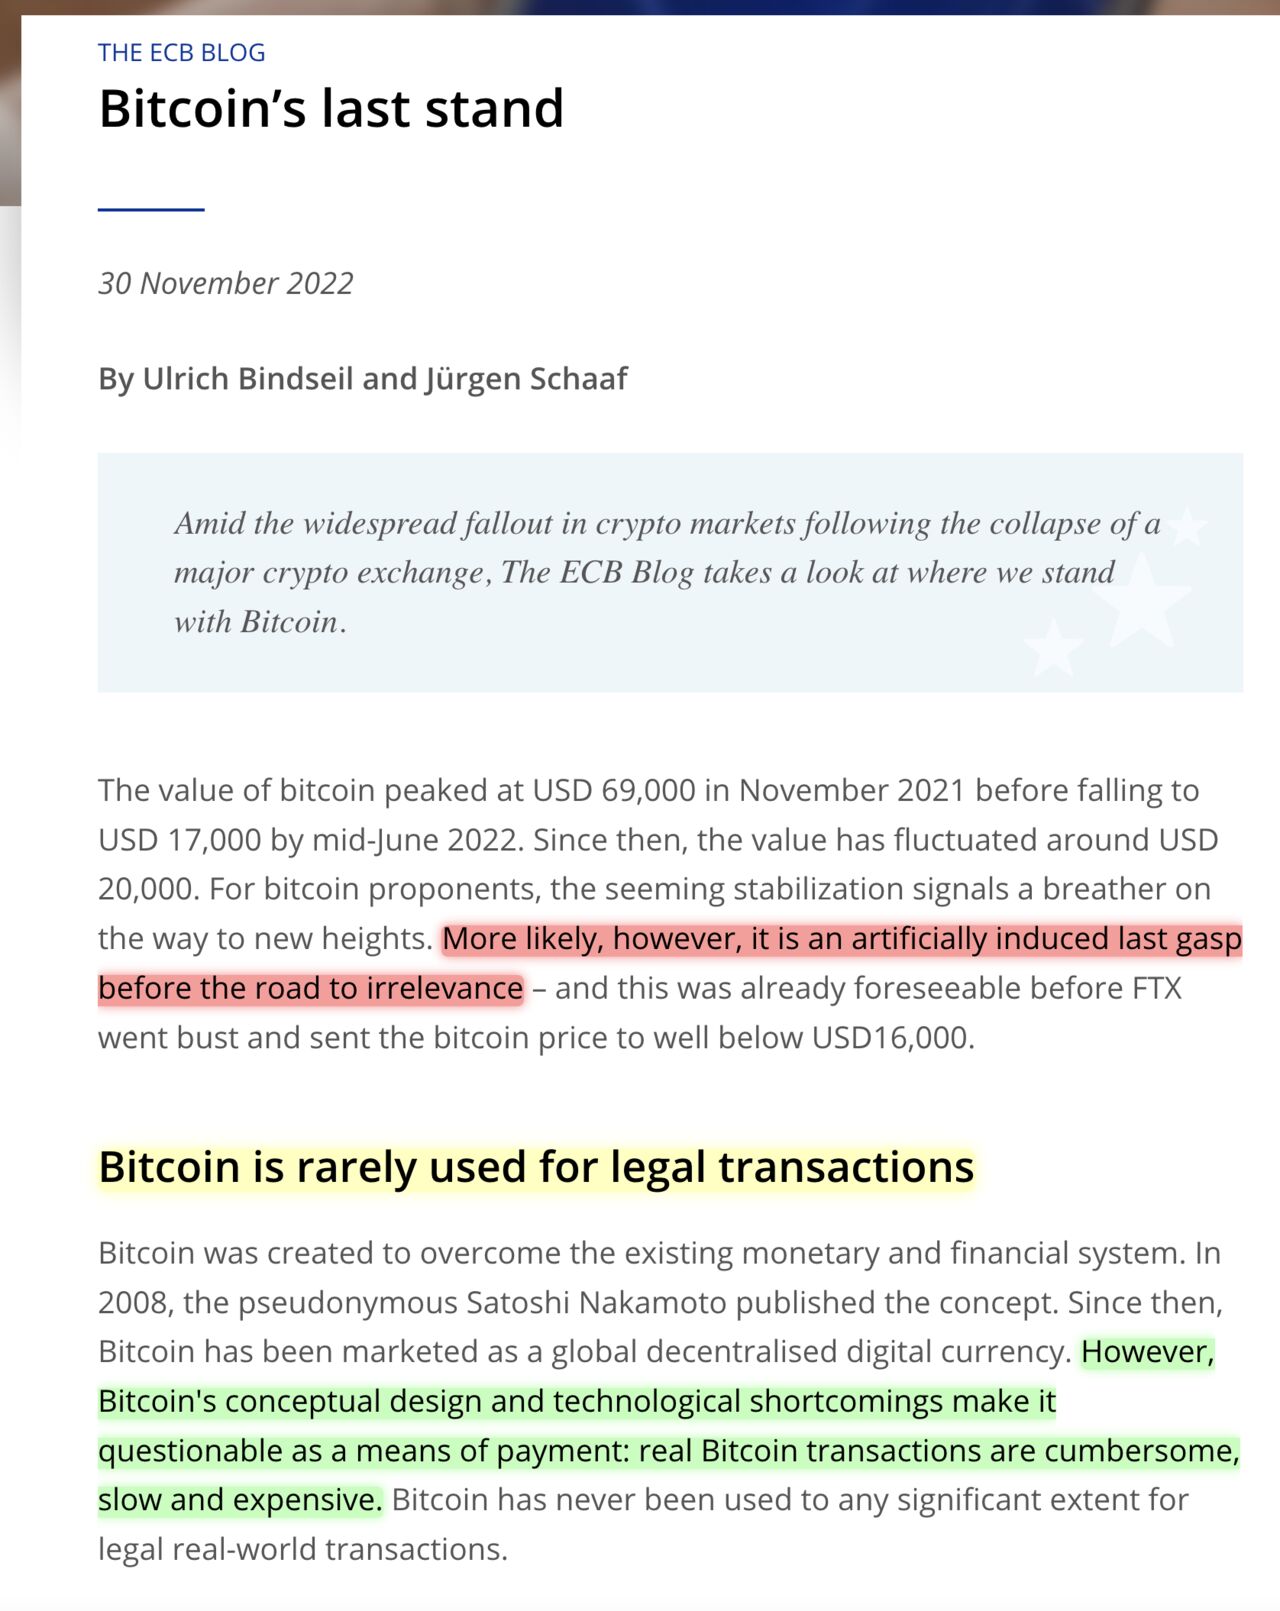 THE ECB BLOG
Bitcoin’s last stand
30 November 2022
By Ulrich Bindseil and Jürgen Schaaf
Amid the widespread fallout in crypto markets following the collapse of a
major crypto exchange, The ECB Blog takes a look at where we stand
with Bitcoin.
The value of bitcoin peaked at USD 69,000 in November 2021 before falling to
USD 17,000 by mid-June 2022. Since then, the value has fluctuated around USD
20,000. For bitcoin proponents, the seeming stabilization signals a breather on
the way to new heights. More likely, however, it is an artificially induced last gasp
before the road to irrelevance – and this was already foreseeable before FTX
went bust and sent the bitcoin price to well below USD16,000.
Bitcoin is rarely used for legal transactions
Bitcoin was created to overcome the existing monetary and financial system. In
2008, the pseudonymous Satoshi Nakamoto published the concept. Since then,
Bitcoin has been marketed as a global decentralised digital currency. However,
Bitcoin's conceptual design and technological shortcomings make it
questionable as a means of payment: real Bitcoin transactions are cumbersome,
slow and expensive. Bitcoin has never been used to any significant extent for
legal real-world transactions.